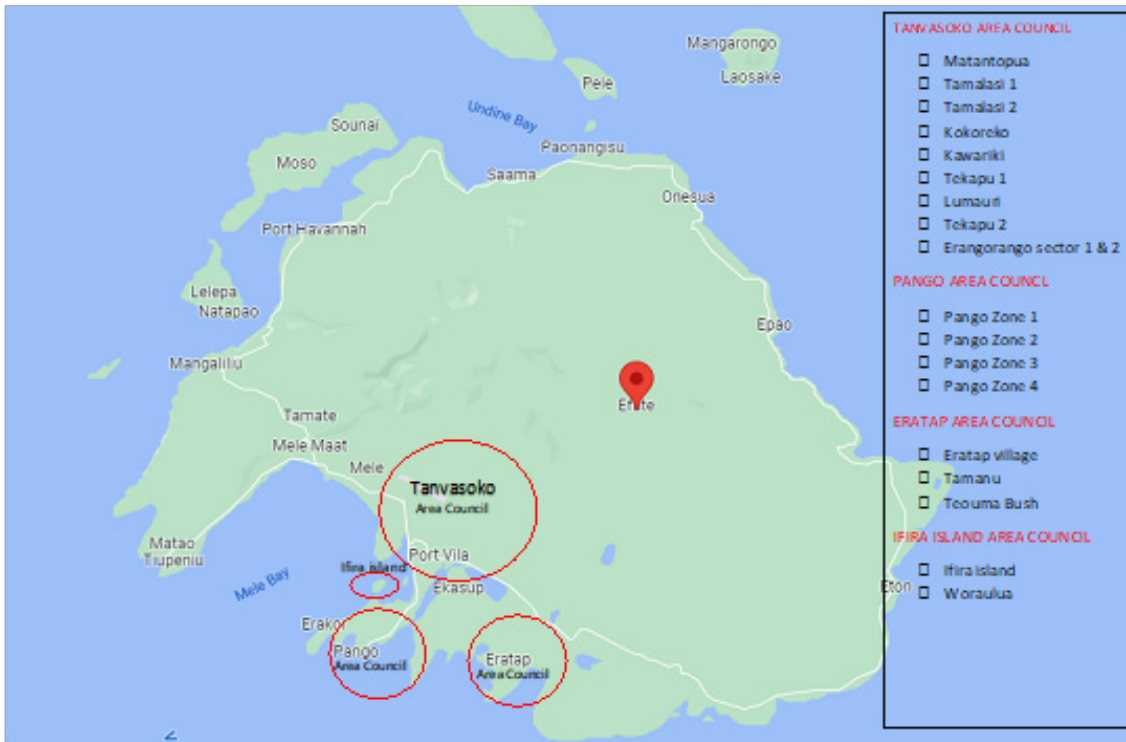 Mangarongo
Laosake
Pele
Undine Bay
Sounaï
Moso
Paonangisu
Saama
Onesua
Port Havannah
Lelepa
Natapao
Epao
Mangaliliu
Efate
Tamate
Mele Maat
Mele
Tanvasoko
Area Council
Matao
Tiupeniu
Port Vila
Ifira island
Mele Bay
Ekasup
Eton
Erakor
Pango
Area Council
Eratap
Area Council
TANVASOKO AREA COUNCIL
Matantopua
Tamalasi 1
Tamalasi 2
Kokoreko
Kawariki
Tekapu 1
Lumauri
Tekapu 2
Erangorango sector 1 & 2
PANGO AREA COUNCL
Pango Zone 1
Pango Zone 2
Pango Zone 3
Pango Zone 4
ERATAP AREA COUNCIL
Eratap village
Tamanu
Teouma Bush
IFIRA ISLAND AREA COUNCIL
Ifira island
Woraulua